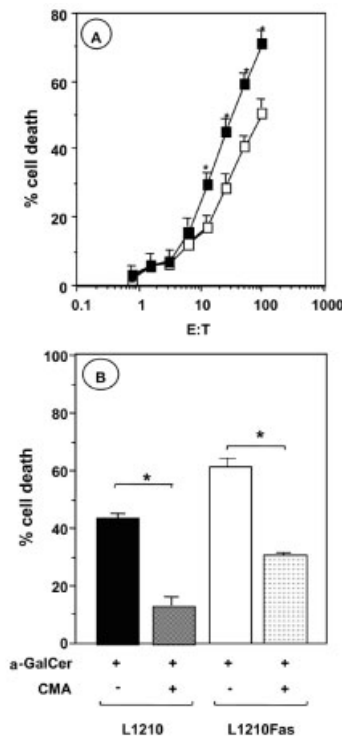 A
80
60
40
20
0
% cell death
* * * *
0.1 1 10 100 1000
E:T
B
100
80
60
40
20
0
% cell death
* *
a-GalCer + + + +
CMA - + - +
L1210 L1210Fas